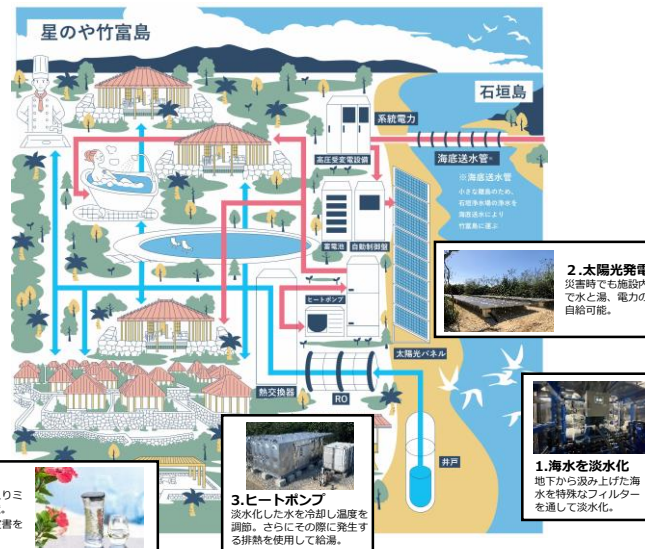 星のや竹富島
石垣島
系統電力
高圧受変電設備
海底送水管※
※海底送水管
小さな離島のため、
石垣浄水場の浄水を
海底送水により
竹富島に運ぶ
蓄電池
自動制御盤
ヒートポンプ
太陽光パネル
熱交換器
RO
井戸
2.太陽光発電
災害時でも施設内
で水と湯、電力の
自給可能。
1.海水を淡水化
地下から汲み上げた海
水を特殊なフィルター
を通して淡水化。
3.ヒートポンプ
淡水化した水を冷却し温度を
調節。さらにその際に発生す
る排熱を使用して給湯。
りミ
。
書を